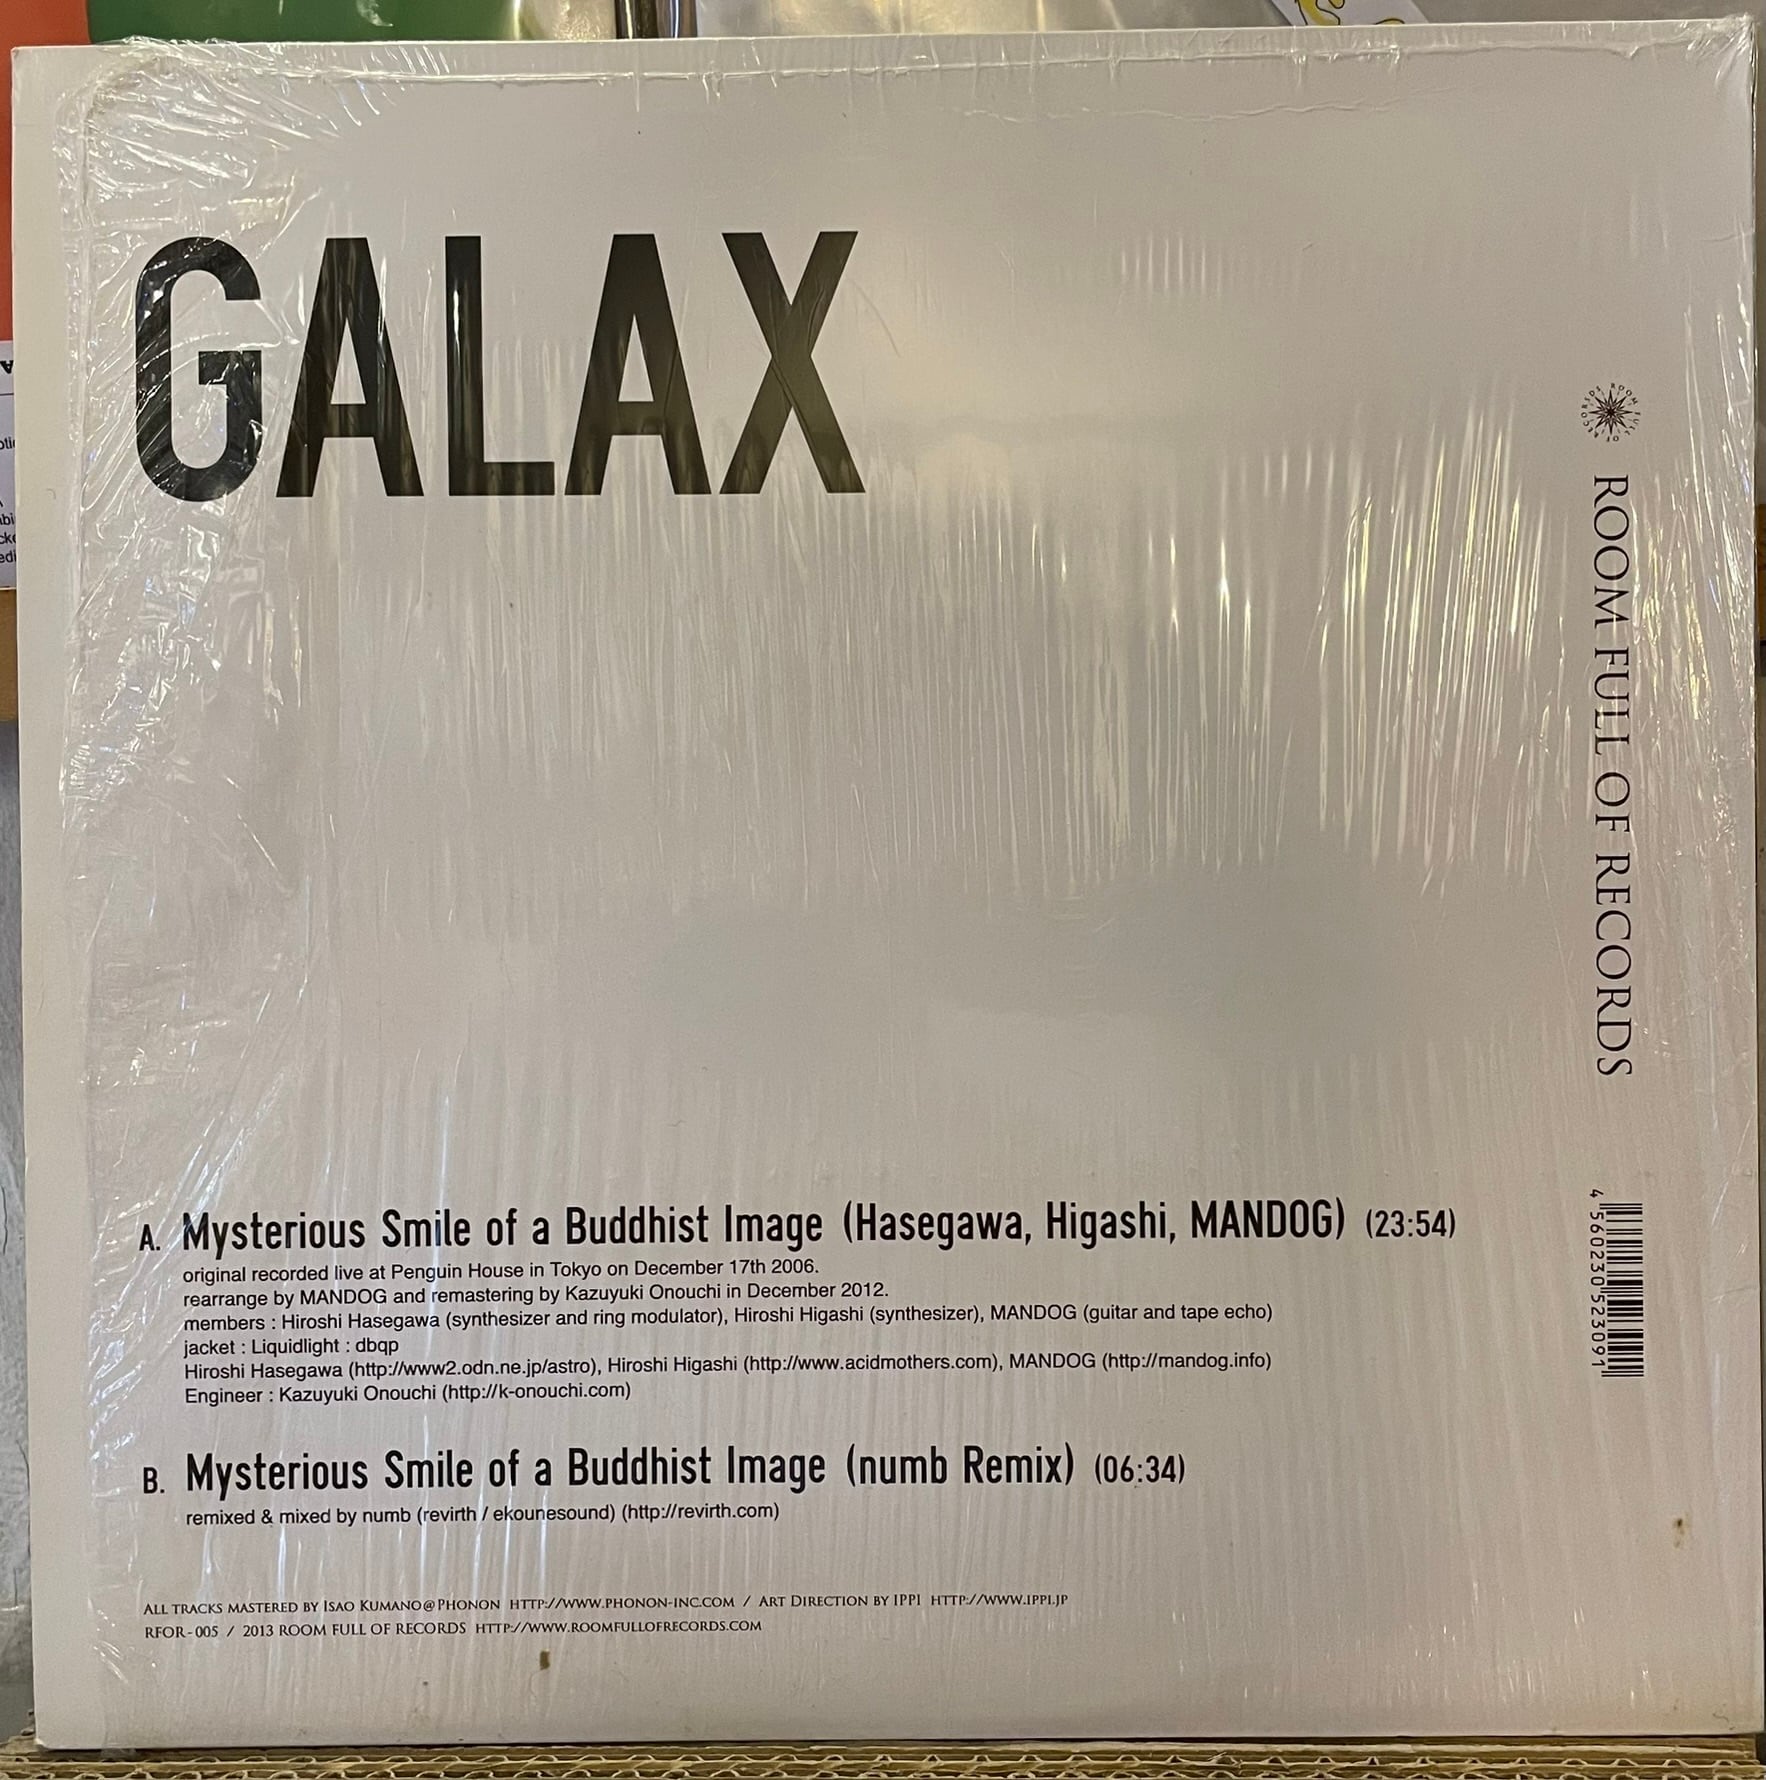 GALAX
ROOM FULL OF RECORDS
ROOM FULL OF RECORDS
4 560230 523091
A. Mysterious Smile of a Buddhist Image (Hasegawa, Higashi, MANDOG) (23:54)
original recorded live at Penguin House in Tokyo on December 17th 2006.
rearrange by MANDOG and remastering by Kazuyuki Onouchi in December 2012.
members : Hiroshi Hasegawa (synthesizer and ring modulator), Hiroshi Higashi (synthesizer), MANDOG (guitar and tape echo)
jacket : Liquidlight : dbqp
Hiroshi Hasegawa (http://www2.odn.ne.jp/astro), Hiroshi Higashi (http://www.acidmothers.com), MANDOG (http://mandog.info)
Engineer : Kazuyuki Onouchi (http://k-onouchi.com)
B. Mysterious Smile of a Buddhist Image (numb Remix) (06:34)
remixed & mixed by numb (revirth / ekounesound) (http://revirth.com)
ALL TRACKS MASTERED BY ISAO KUMANO@PHONON HTTP://WWW.PHONON-INC.COM / ART DIRECTION BY IPPI HTTP://WWW.IPPI.JP
RFOR-005 / 2013 ROOM FULL OF RECORDS HTTP://WWW.ROOMFULLOFRECORDS.COM